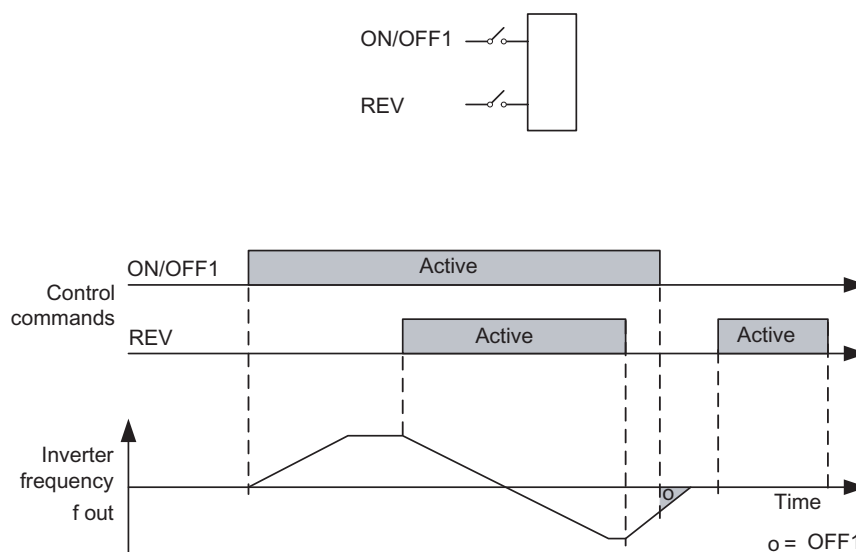 ON/OFF1
REV
ON/OFF1
Active
Control
commands
REV
Active
Active
Inverter
frequency
f out
o
Time
o = OFF1